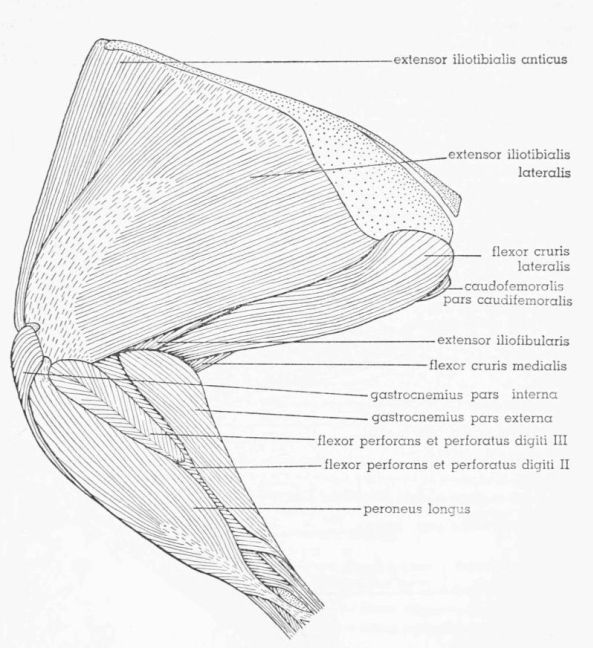 extensor iliotibialis anticus
extensor iliotibialis
lateralis
flexor cruris
lateralis
caudofemoralis
pars caudifemoralis
extensor iliofibularis
flexor cruris medialis
gastrocnemius pars interna
gastrocnemius pars externa
flexor perforans et perforatus digiti III
flexor perforans et perforatus digiti II
peroneus longus